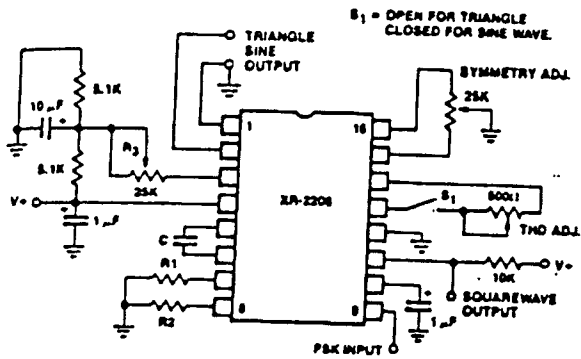 S1 = OPEN FOR TRIANGLE
CLOSED FOR SINE WAVE.
TRIANGLE
SINE
OUTPUT
SYMMETRY ADJ.
25K
10 µF
+
5.1K
R3
25K
5.1K
V+
+
1 µF
C
R1
R2
1
16
XR-2206
8
9
S1
500Ω
THD ADJ.
V+
10K
SQUAREWAVE
OUTPUT
+
1 µF
FSK INPUT